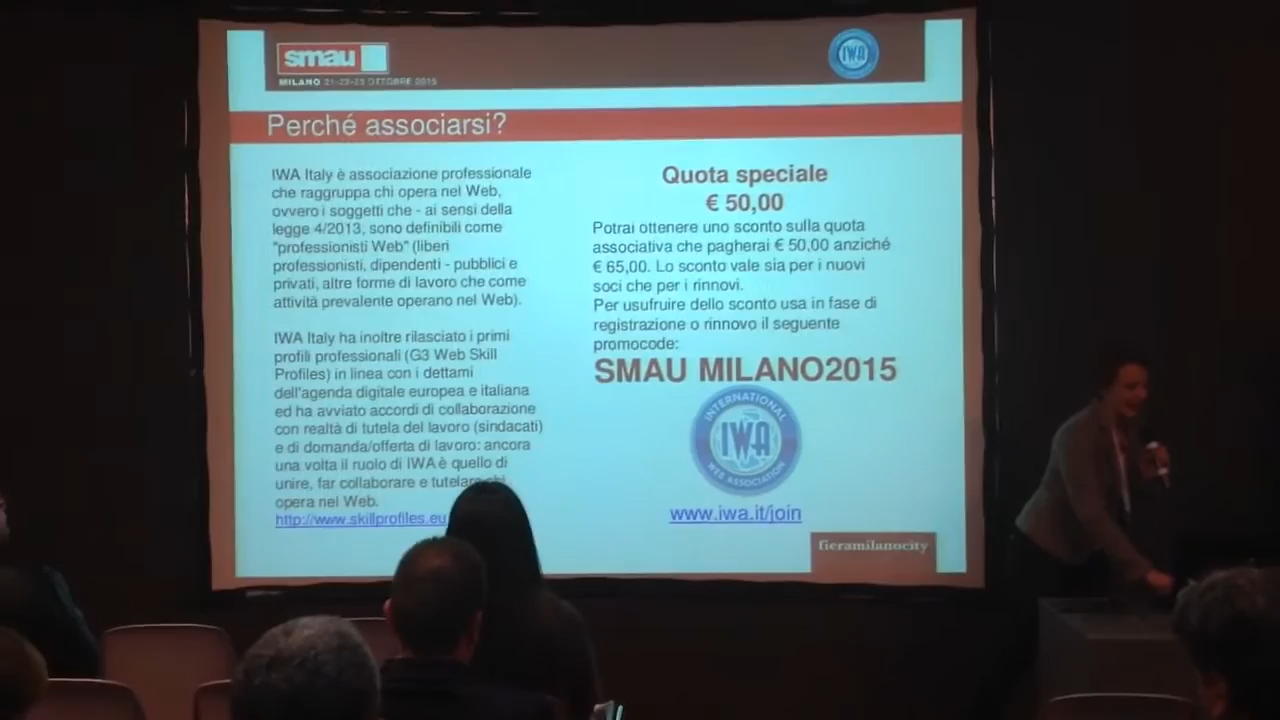 smau
MILANO 21-22-23 OTTOBRE 2015
IWA
Perché associarsi?
IWA Italy è associazione professionale
che raggruppa chi opera nel Web,
ovvero i soggetti che - ai sensi della
legge 4/2013, sono definibili come
"professionisti Web" (liberi
professionisti, dipendenti - pubblici e
privati, altre forme di lavoro che come
attività prevalente operano nel Web).
IWA Italy ha inoltre rilasciato i primi
profili professionali (G3 Web Skill
Profiles) in linea con i dettami
dell'agenda digitale europea e italiana
ed ha avviato accordi di collaborazione
con realtà di tutela del lavoro (sindacati)
e di domanda/offerta di lavoro: ancora
una volta il ruolo di IWA è quello di
unire, far collaborare e tutelare chi
opera nel Web.
http://www.skillprofiles.eu
Quota speciale
€ 50,00
Potrai ottenere uno sconto sulla quota
associativa che pagherai € 50,00 anziché
€ 65,00. Lo sconto vale sia per i nuovi
soci che per i rinnovi.
Per usufruire dello sconto usa in fase di
registrazione o rinnovo il seguente
promocode:
SMAU MILANO2015
INTERNATIONAL
IWA
WEB ASSOCIATION
www.iwa.it/join
fieramilanocity